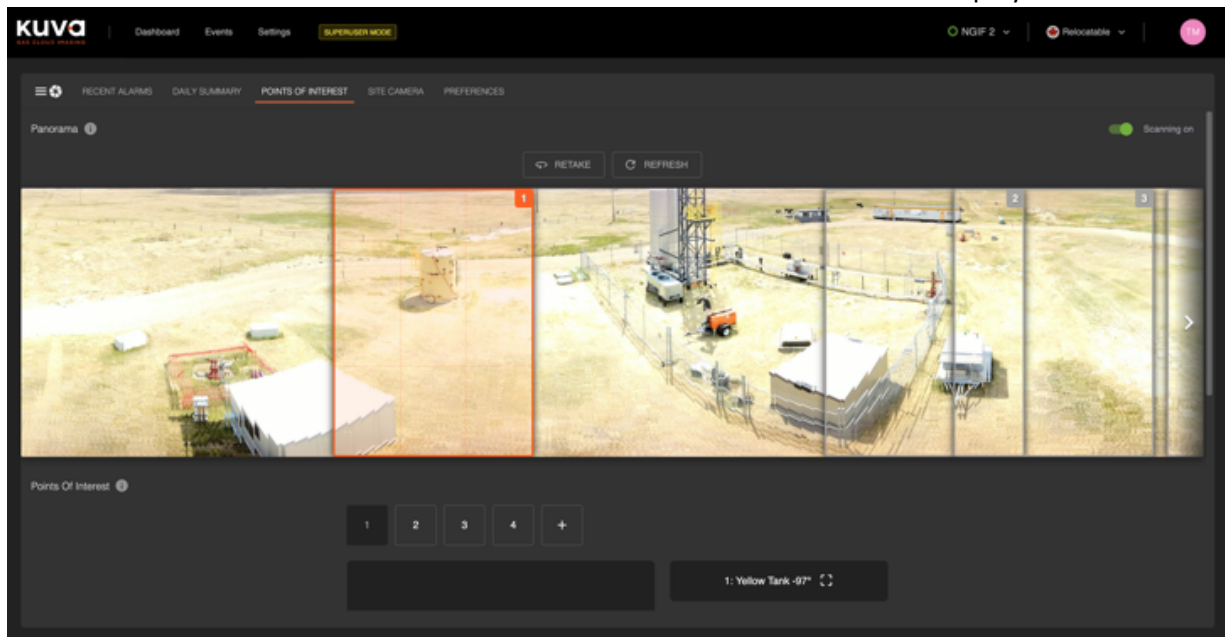 KUVA Dashboard Events Settings SUPERUSER MODE NGIF 2 Relocatable TM
GAS CLOUD IMAGING
RECENT ALARMS DAILY SUMMARY POINTS OF INTEREST SITE CAMERA PREFERENCES
Panorama Scanning on
RETAKE REFRESH
1 2 3
Points Of Interest
1 2 3 4 +
1: Yellow Tank -97°